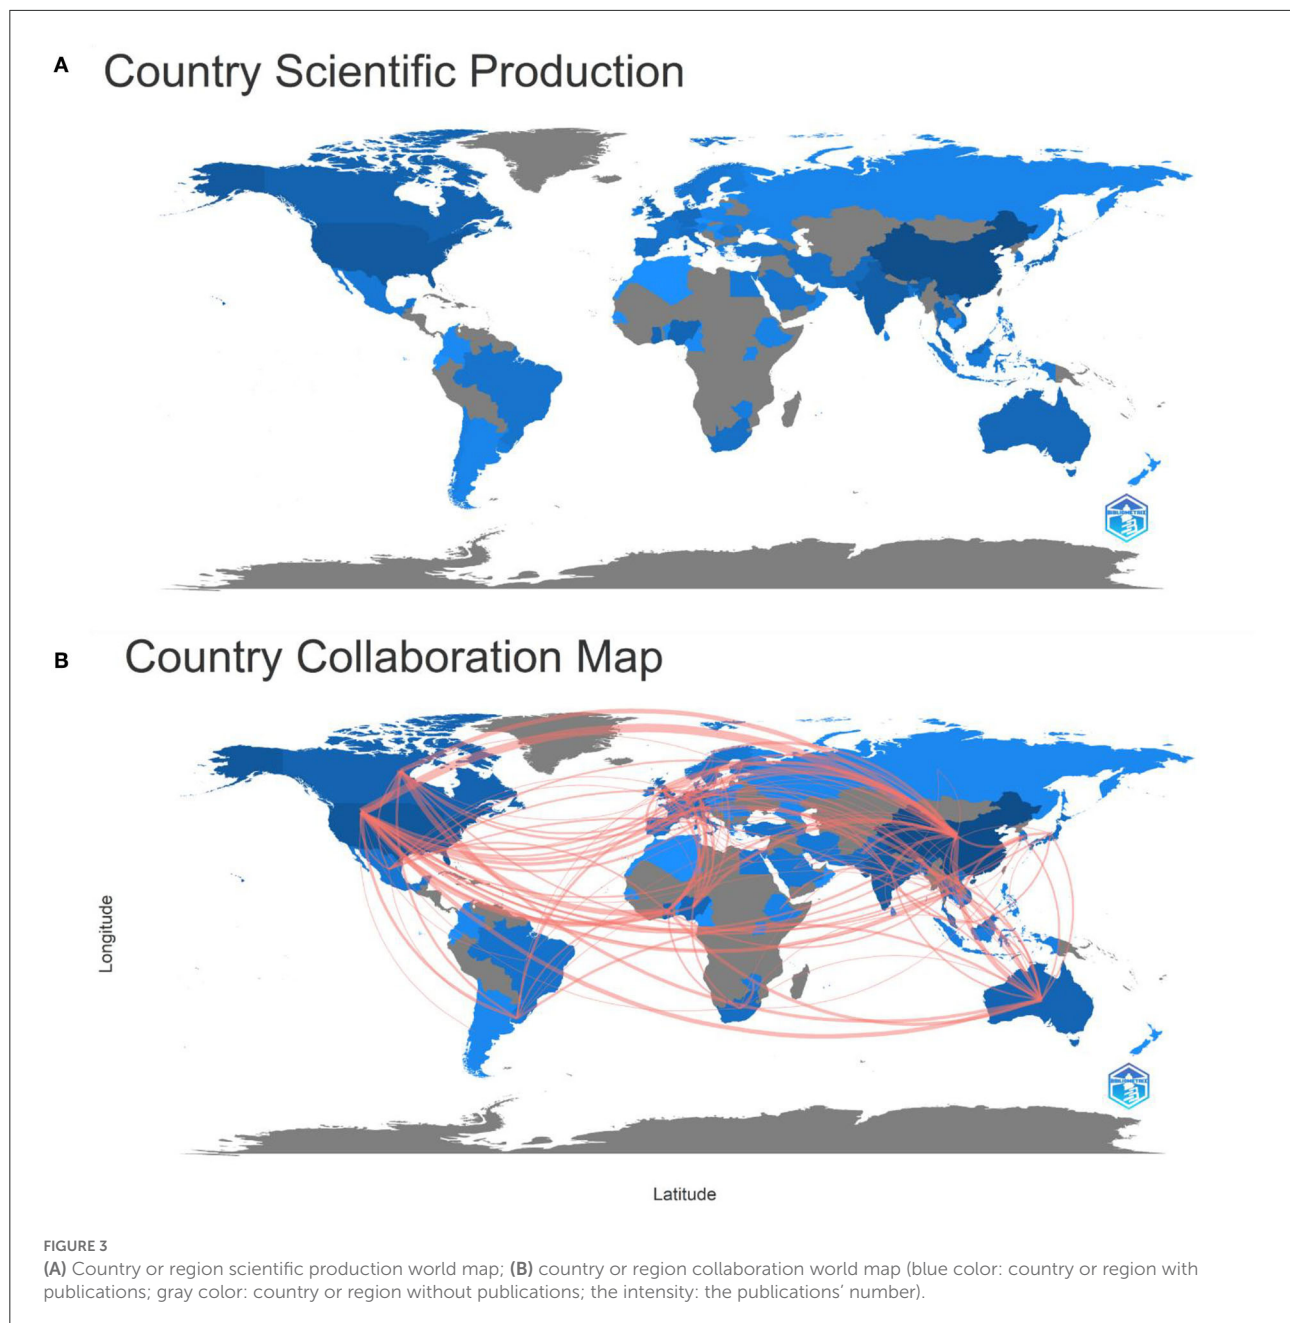 A
Country Scientific Production
BIBLIOMETRIX
B
Country Collaboration Map
Longitude
BIBLIOMETRIX
Latitude
FIGURE 3
(A) Country or region scientific production world map; (B) country or region collaboration world map (blue color: country or region with
publications; gray color: country or region without publications; the intensity: the publications’ number).